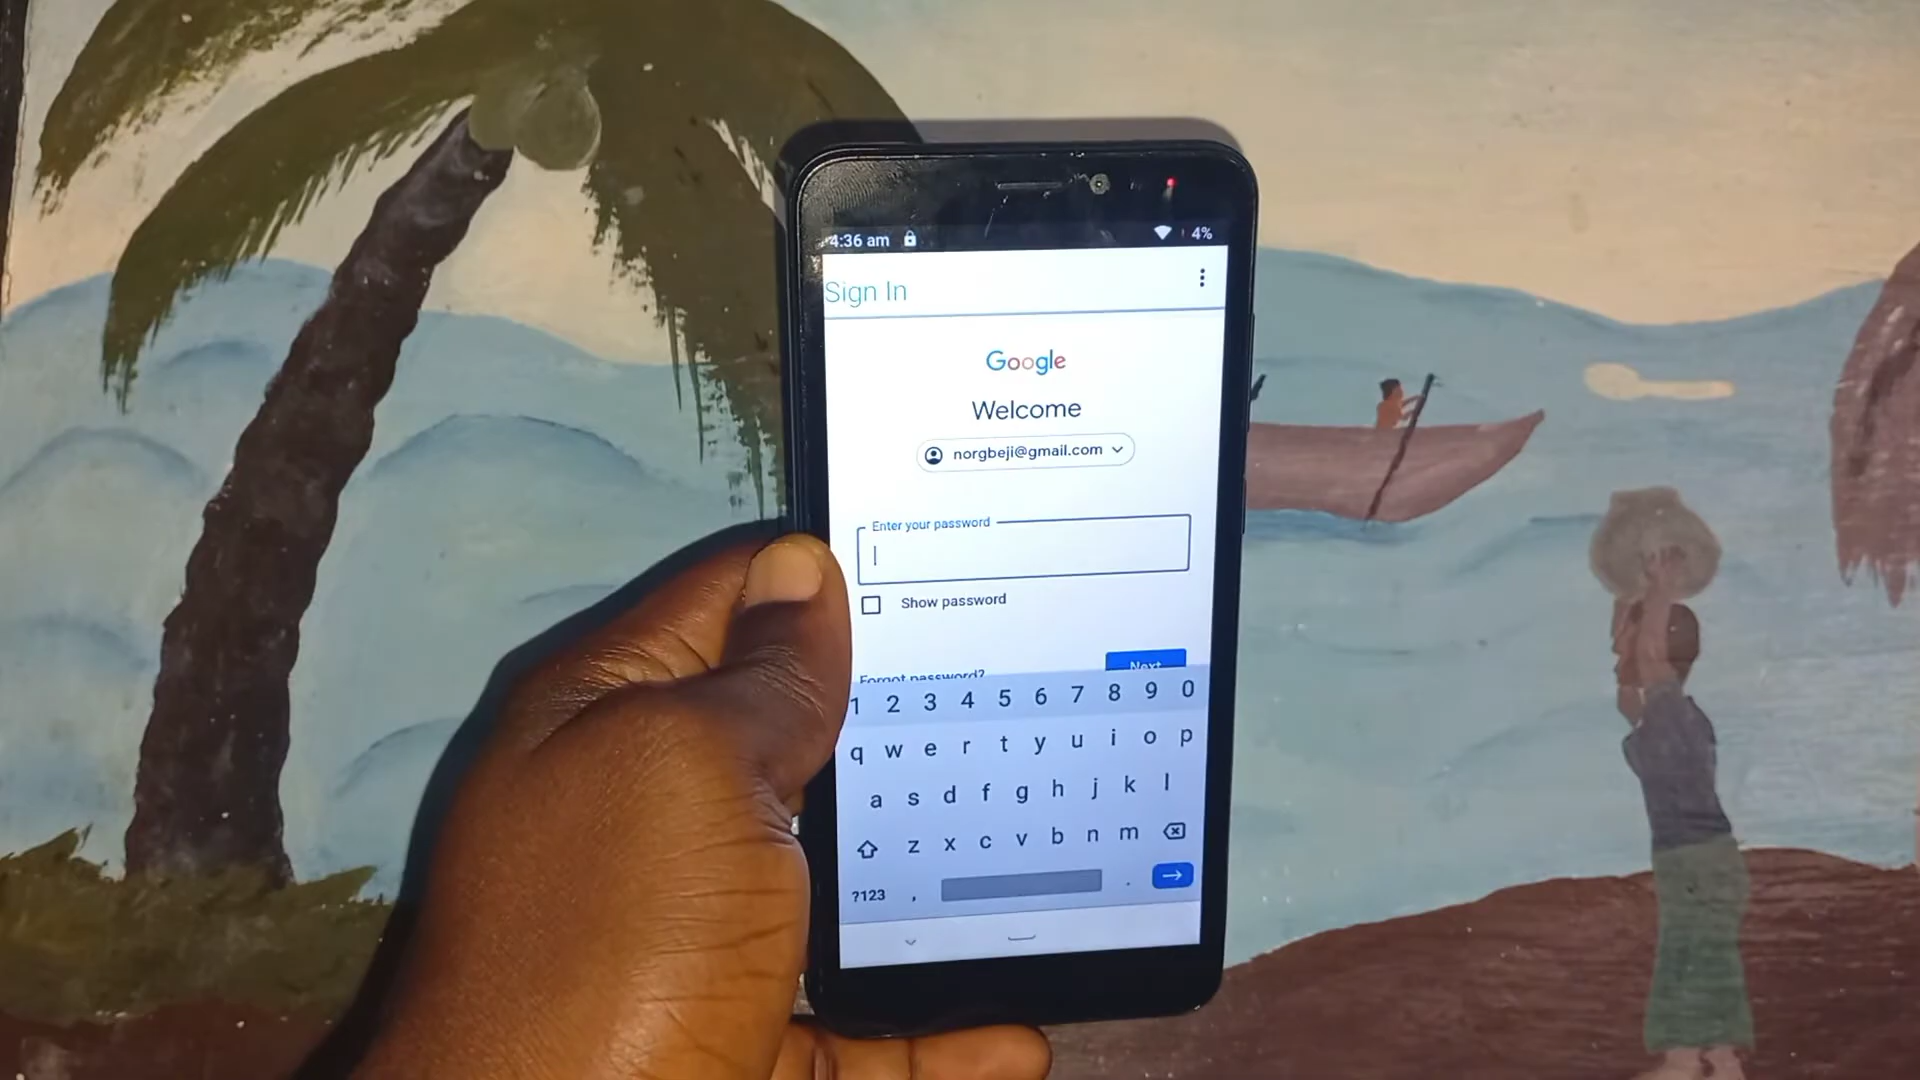 4:36 am 4%
Sign In
Google
Welcome
norgbeji@gmail.com
Enter your password
Show password
Next
Forgot password?
1 2 3 4 5 6 7 8 9 0
q w e r t y u i o p
a s d f g h j k l
z x c v b n m
?123 , .